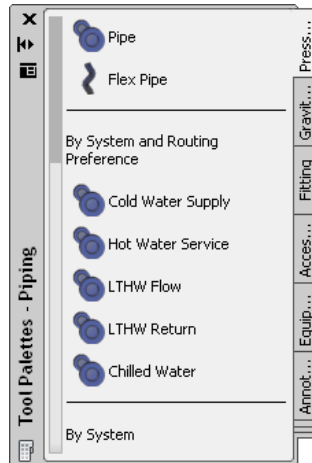 Pipe
Flex Pipe
By System and Routing
Preference
Cold Water Supply
Hot Water Service
LTHW Flow
LTHW Return
Chilled Water
By System
Tool Palettes - Piping
Press...
Gravit...
Fitting
Acces...
Equip...
Annot...